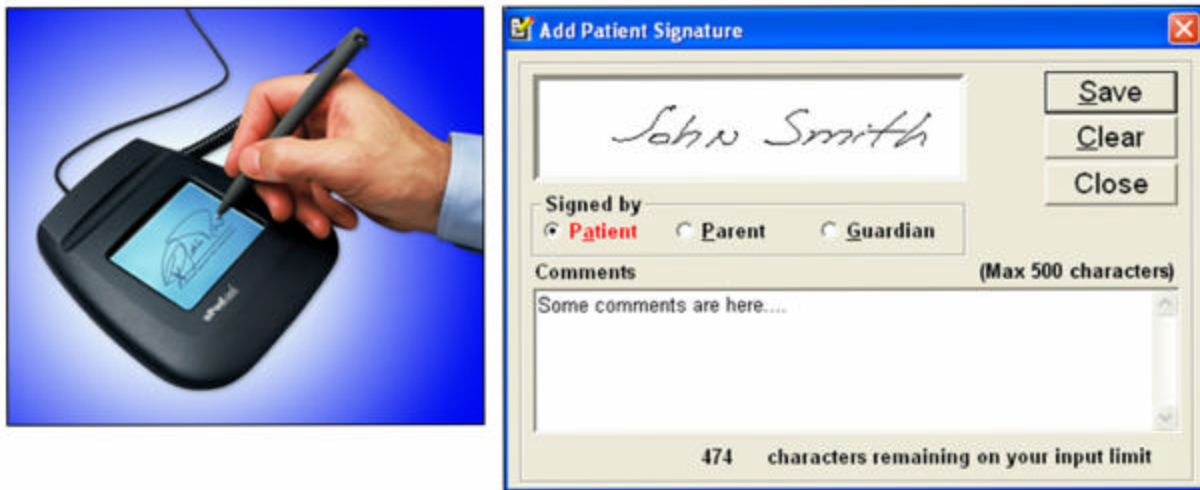 Add Patient Signature
John Smith
Save
Clear
Close
Signed by
Patient Parent Guardian
Comments (Max 500 characters)
Some comments are here....
474 characters remaining on your input limit